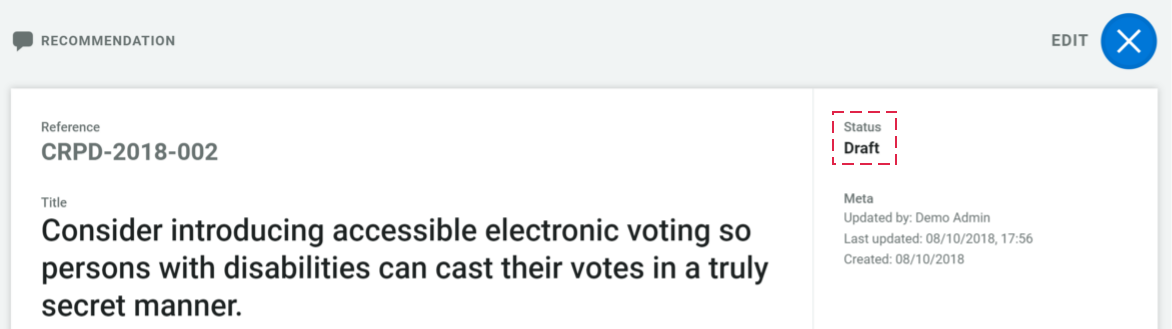 RECOMMENDATION
EDIT
Reference
CRPD-2018-002
Title
Consider introducing accessible electronic voting so
persons with disabilities can cast their votes in a truly
secret manner.
Status
Draft
Meta
Updated by: Demo Admin
Last updated: 08/10/2018, 17:56
Created: 08/10/2018